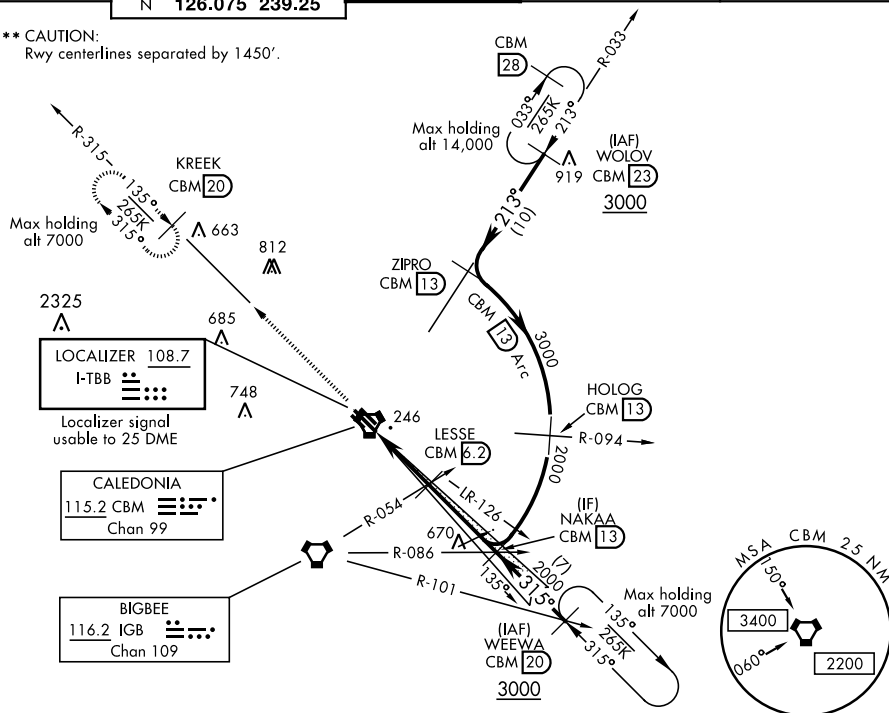 N 126.075 239.25
** CAUTION:
Rwy centerlines separated by 1450'.
CBM
28
R-033
033°
265K
213°
Max holding
alt 14,000
(IAF)
WOLOV
CBM 23
3000
919
213°
(10)
R-315
KREEK
CBM 20
135°
265K
315°
Max holding
alt 7000
663
812
ZIPRO
CBM 13
CBM 13 Arc
3000
2325
685
LOCALIZER 108.7
I-TBB
Localizer signal
usable to 25 DME
748
246
HOLOG
CBM 13
R-094
2000
LESSE
CBM 6.2
CALEDONIA
115.2 CBM
Chan 99
R-054
LR-126
(IF)
NAKAA
CBM 13
670
R-086
(7)
2000
R-101
135°
315°
BIGBEE
116.2 IGB
Chan 109
(IAF)
WEEWA
CBM 20
3000
Max holding
alt 7000
135°
265K
315°
MSA CBM 25 NM
150°
3400
060°
2200